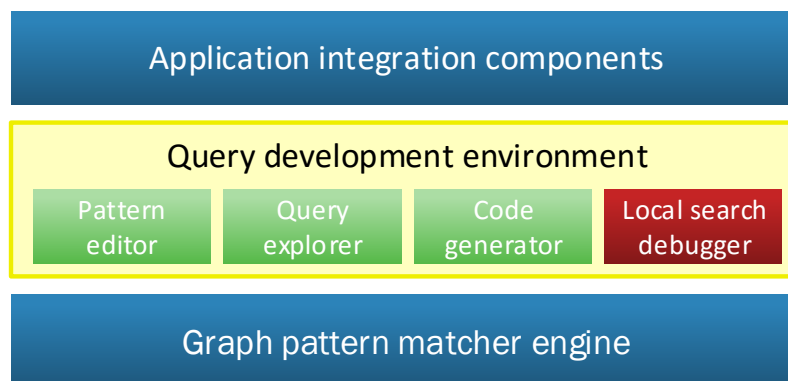 Application integration components
Query development environment
Pattern
editor
Query
explorer
Code
generator
Local search
debugger
Graph pattern matcher engine